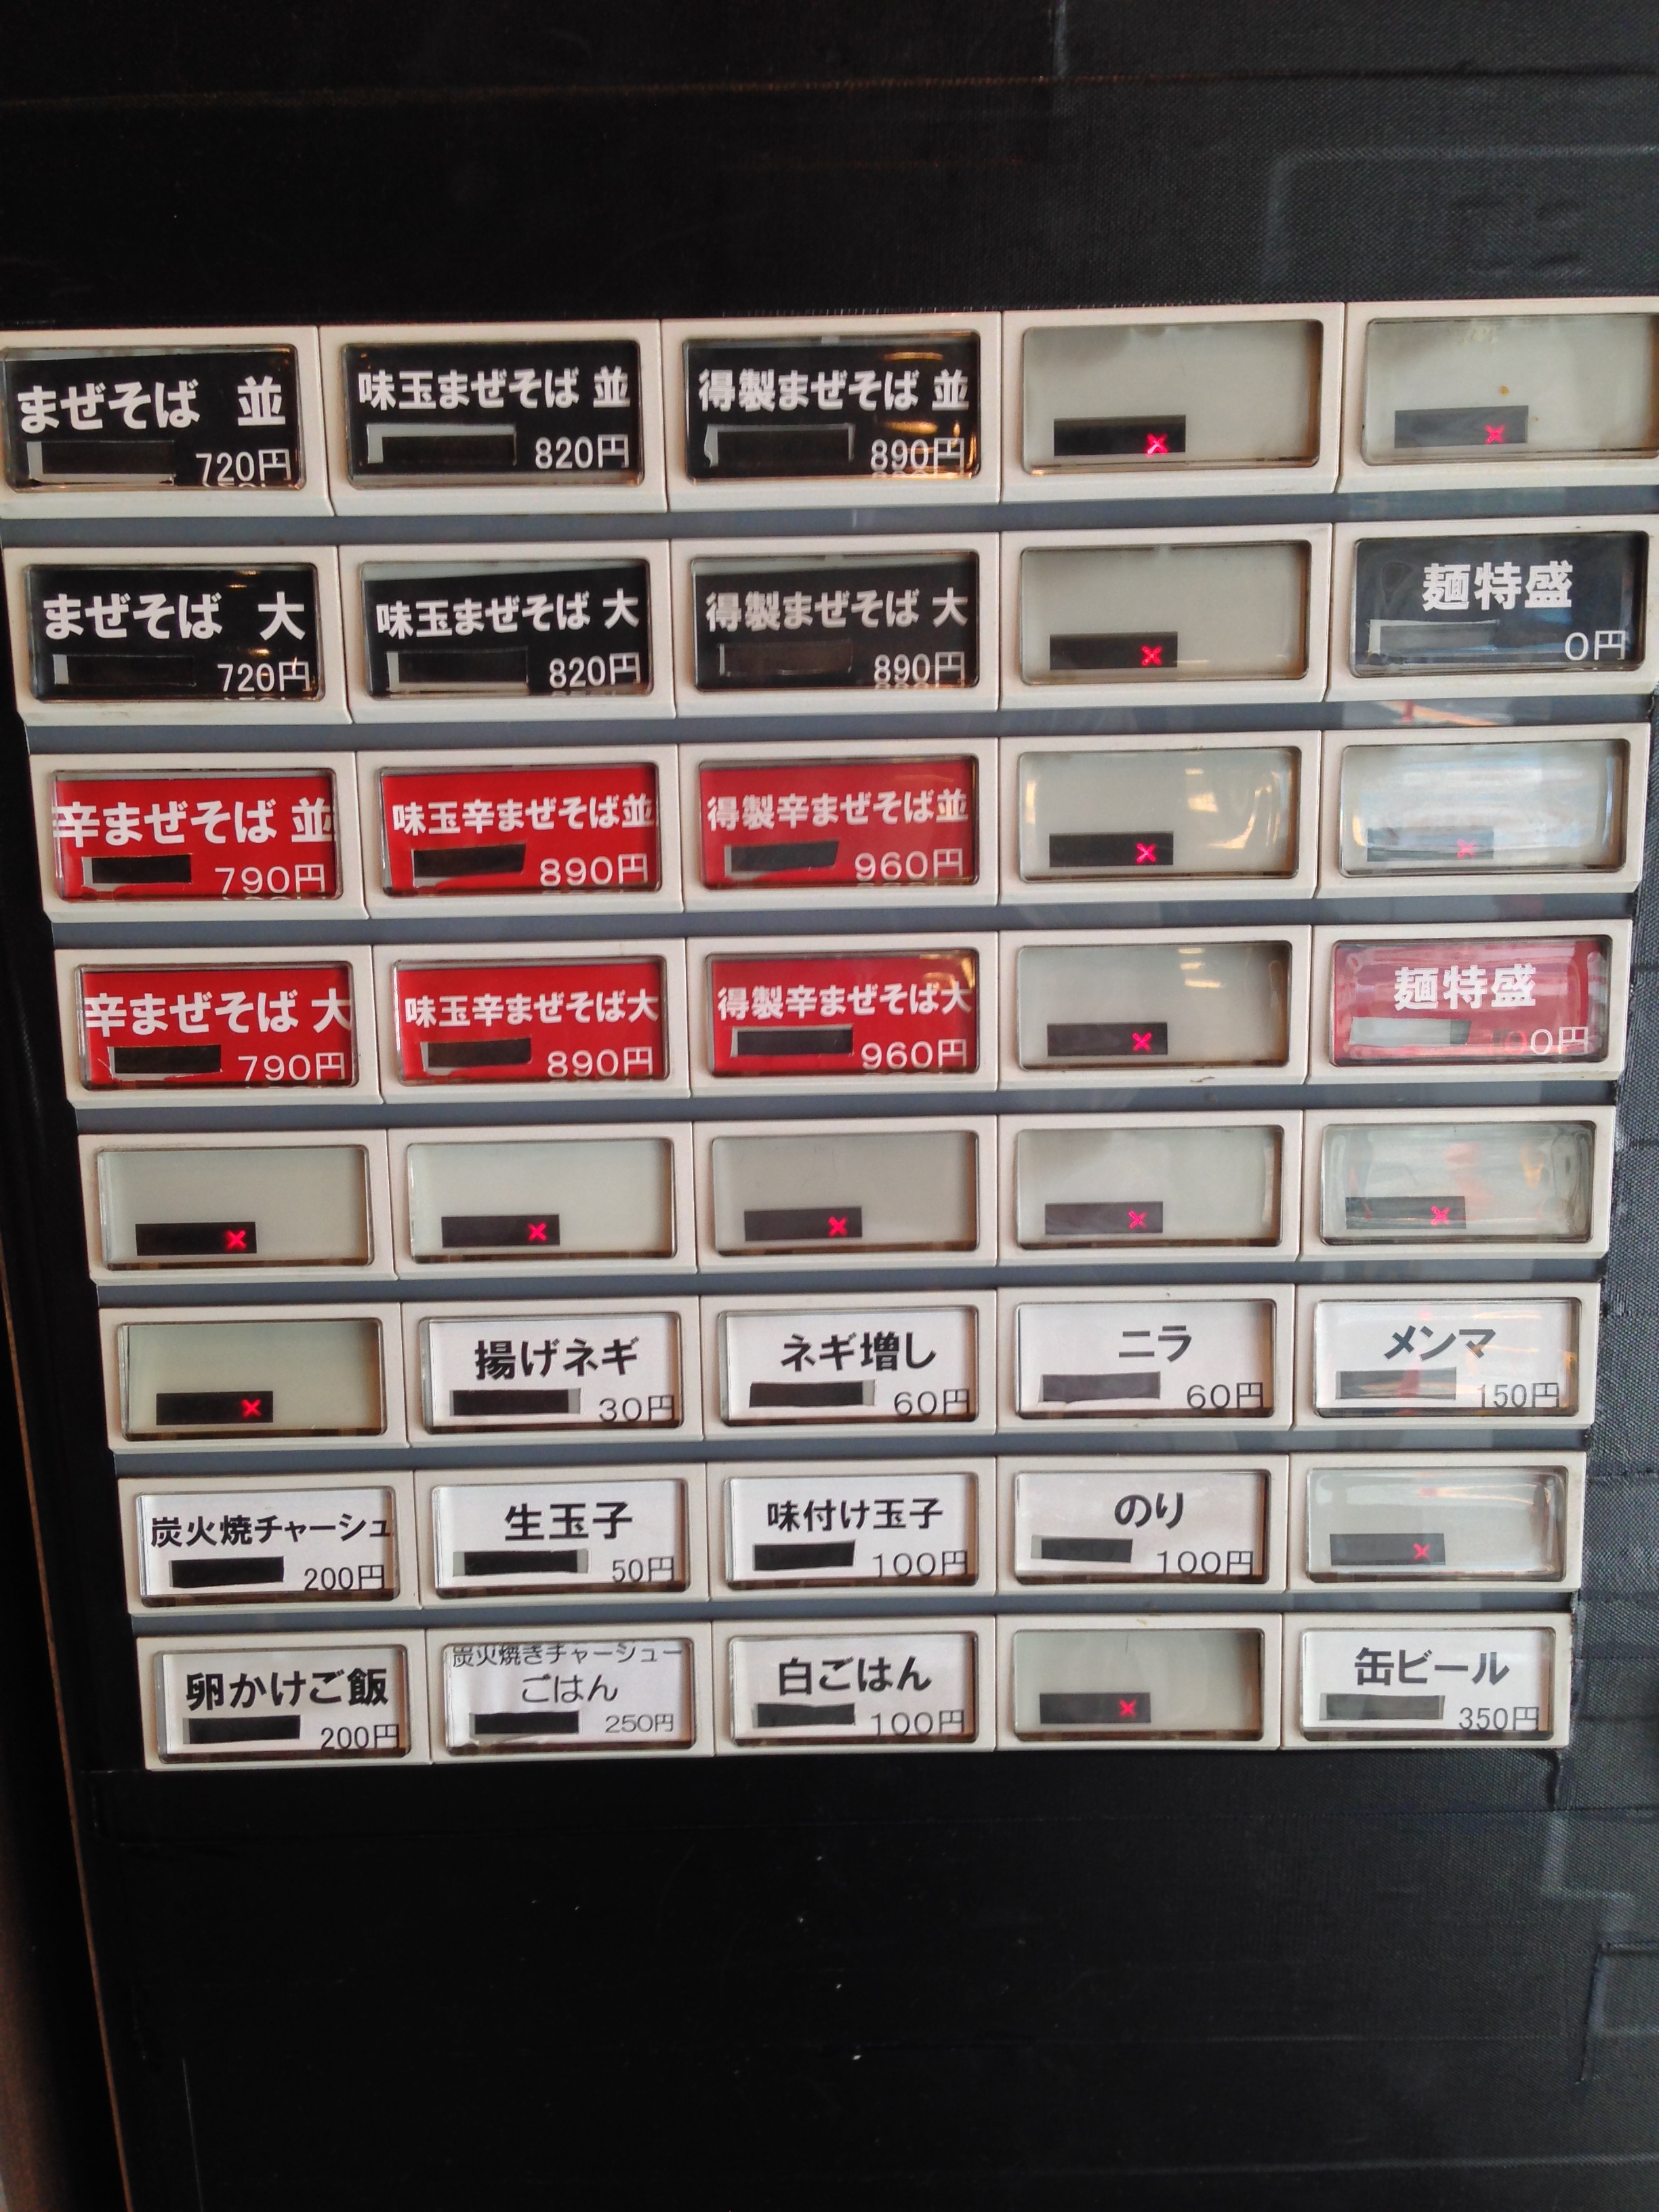 まぜそば 並
720円
味玉まぜそば 並
820円
得製まぜそば 並
890円
まぜそば 大
720円
味玉まぜそば 大
820円
得製まぜそば 大
890円
麺特盛
0円
辛まぜそば 並
790円
味玉辛まぜそば並
890円
得製辛まぜそば並
960円
辛まぜそば 大
790円
味玉辛まぜそば大
890円
得製辛まぜそば大
960円
麺特盛
揚げネギ
30円
ネギ増し
60円
ニラ
60円
メンマ
150円
炭火焼チャーシュ
200円
生玉子
50円
味付け玉子
100円
のり
100円
卵かけご飯
200円
炭火焼きチャーシュー
ごはん
250円
白ごはん
100円
缶ビール
350円